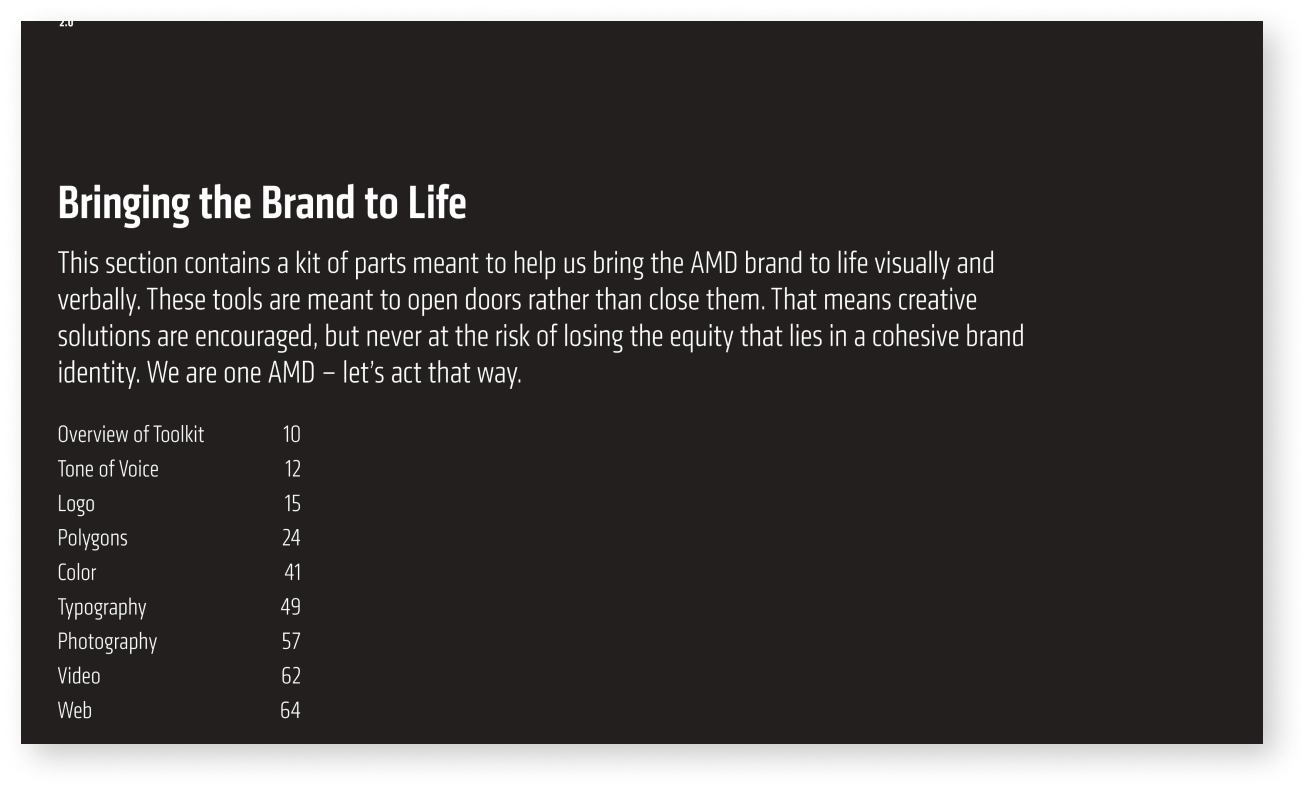 2.0
Bringing the Brand to Life
This section contains a kit of parts meant to help us bring the AMD brand to life visually and
verbally. These tools are meant to open doors rather than close them. That means creative
solutions are encouraged, but never at the risk of losing the equity that lies in a cohesive brand
identity. We are one AMD – let’s act that way.
Overview of Toolkit 10
Tone of Voice 12
Logo 15
Polygons 24
Color 41
Typography 49
Photography 57
Video 62
Web 64